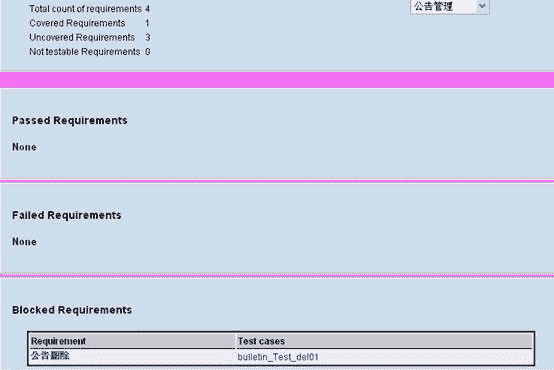 Total count of requirements 4
公告管理
Covered Requirements 1
Uncovered Requirements 3
Not testable Requirements 0
Passed Requirements
None
Failed Requirements
None
Blocked Requirements
Requirement Test cases
公告删除 bulletin_Test_del01